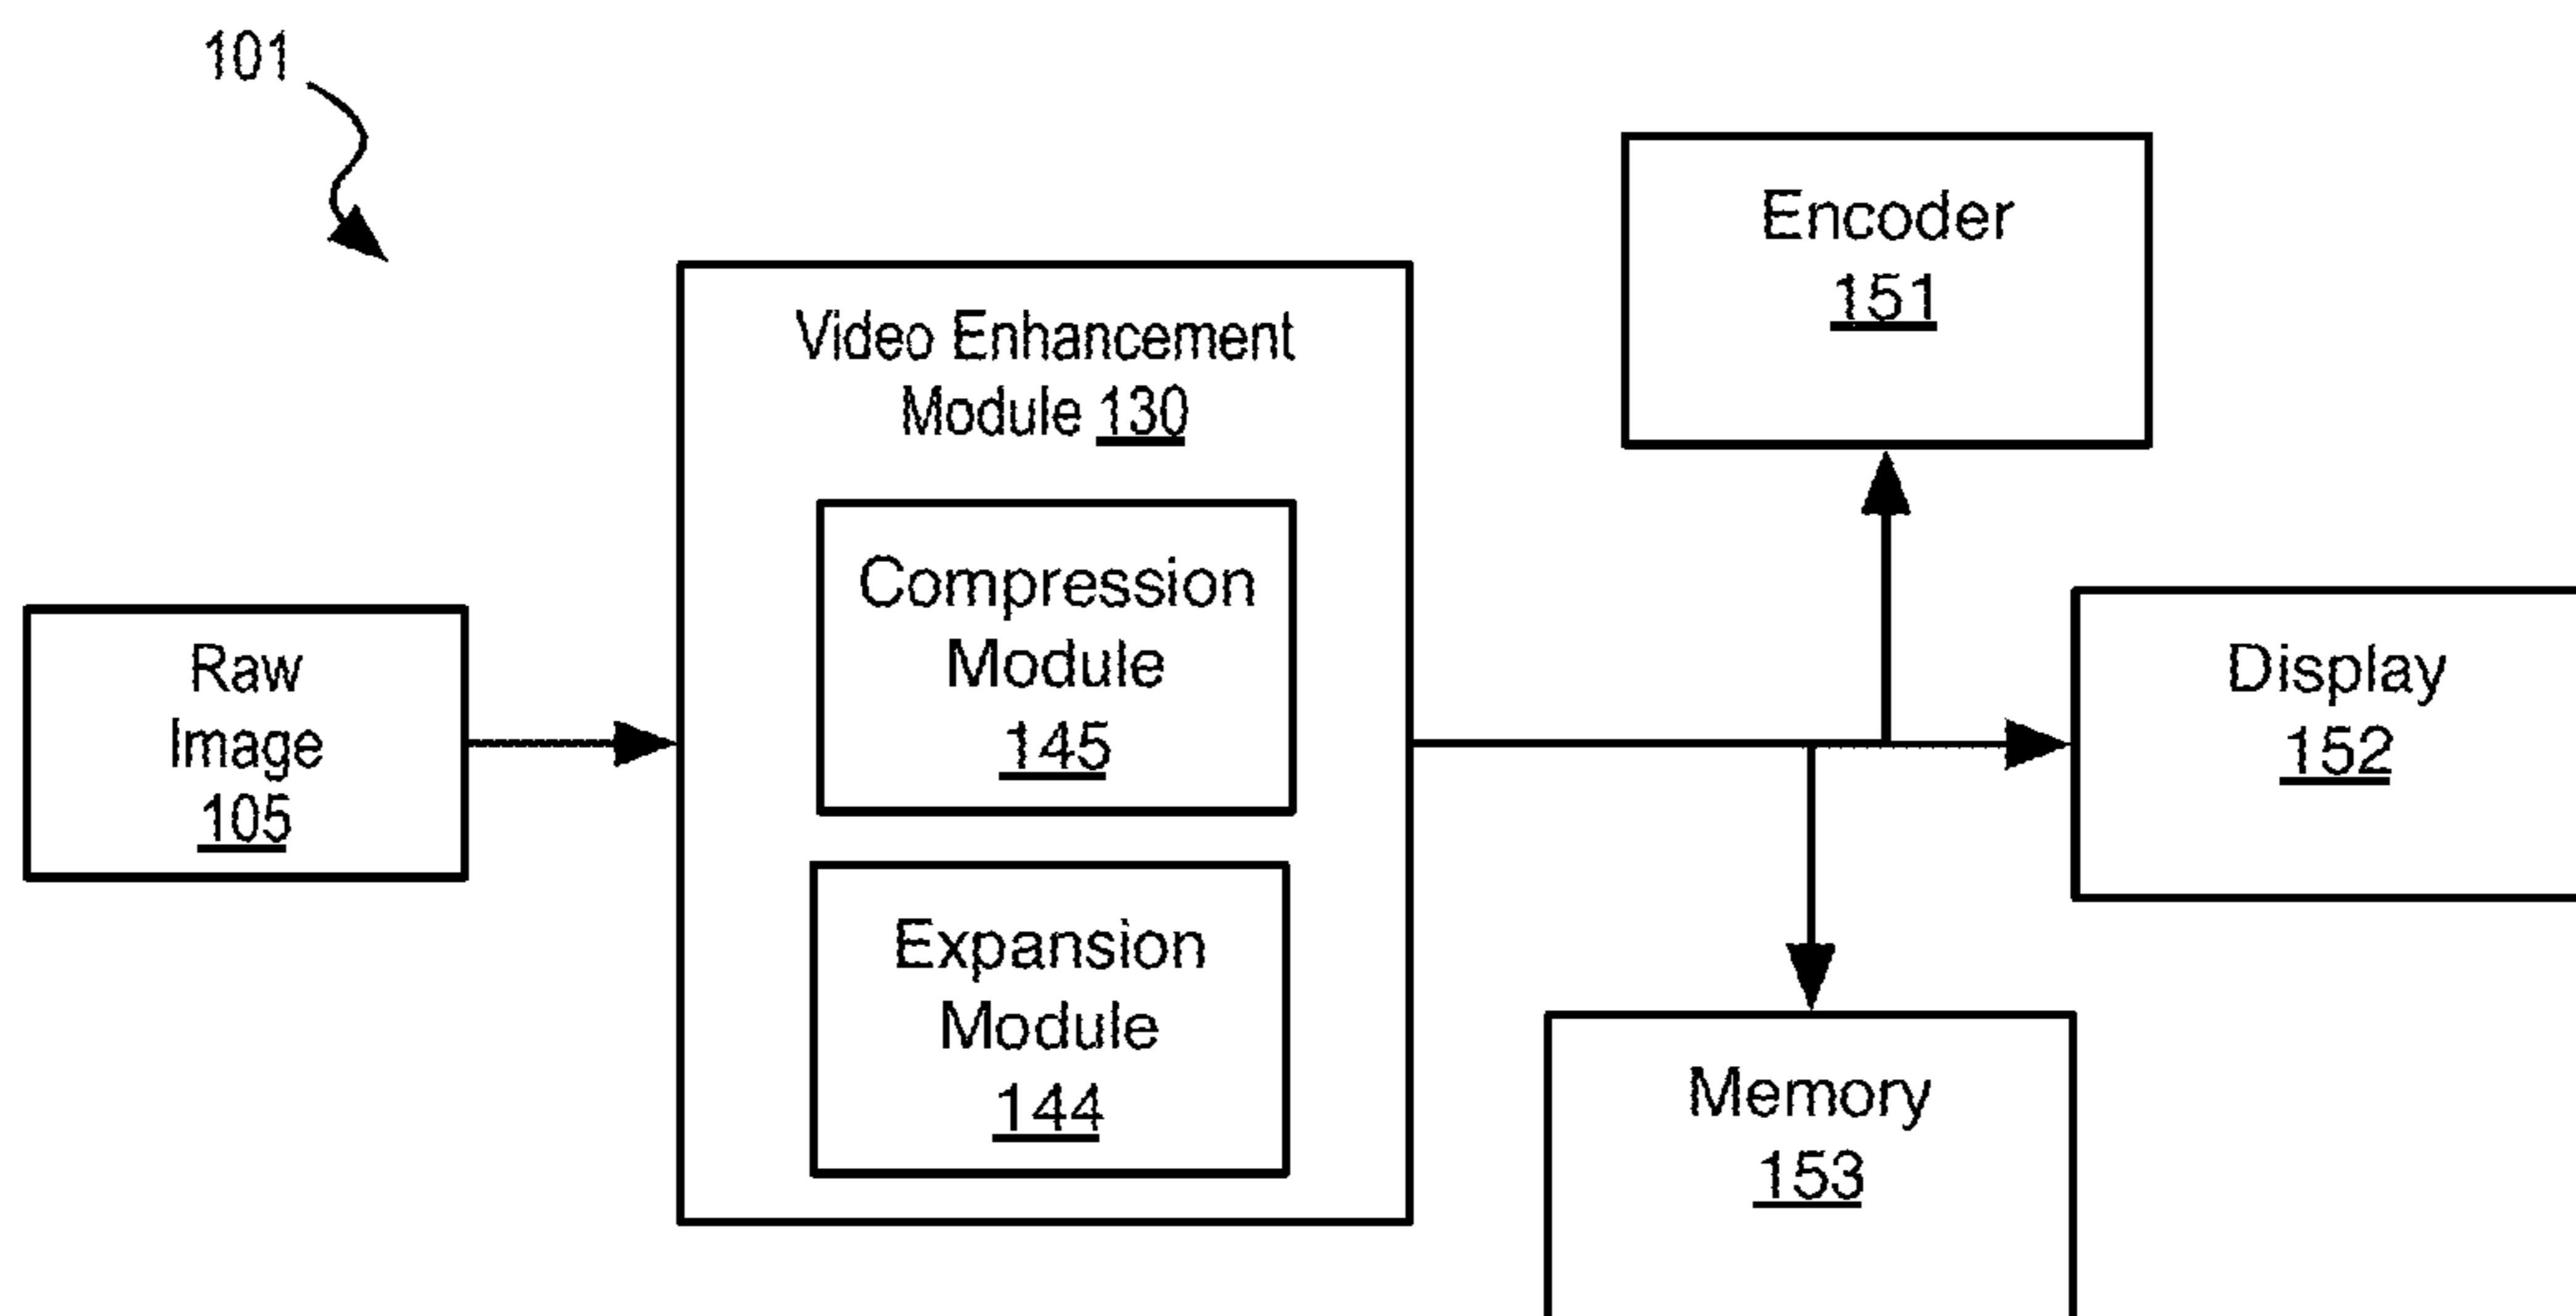 101
Raw
Image
105
Video Enhancement
Module 130
Compression
Module
145
Expansion
Module
144
Encoder
151
Display
152
Memory
153